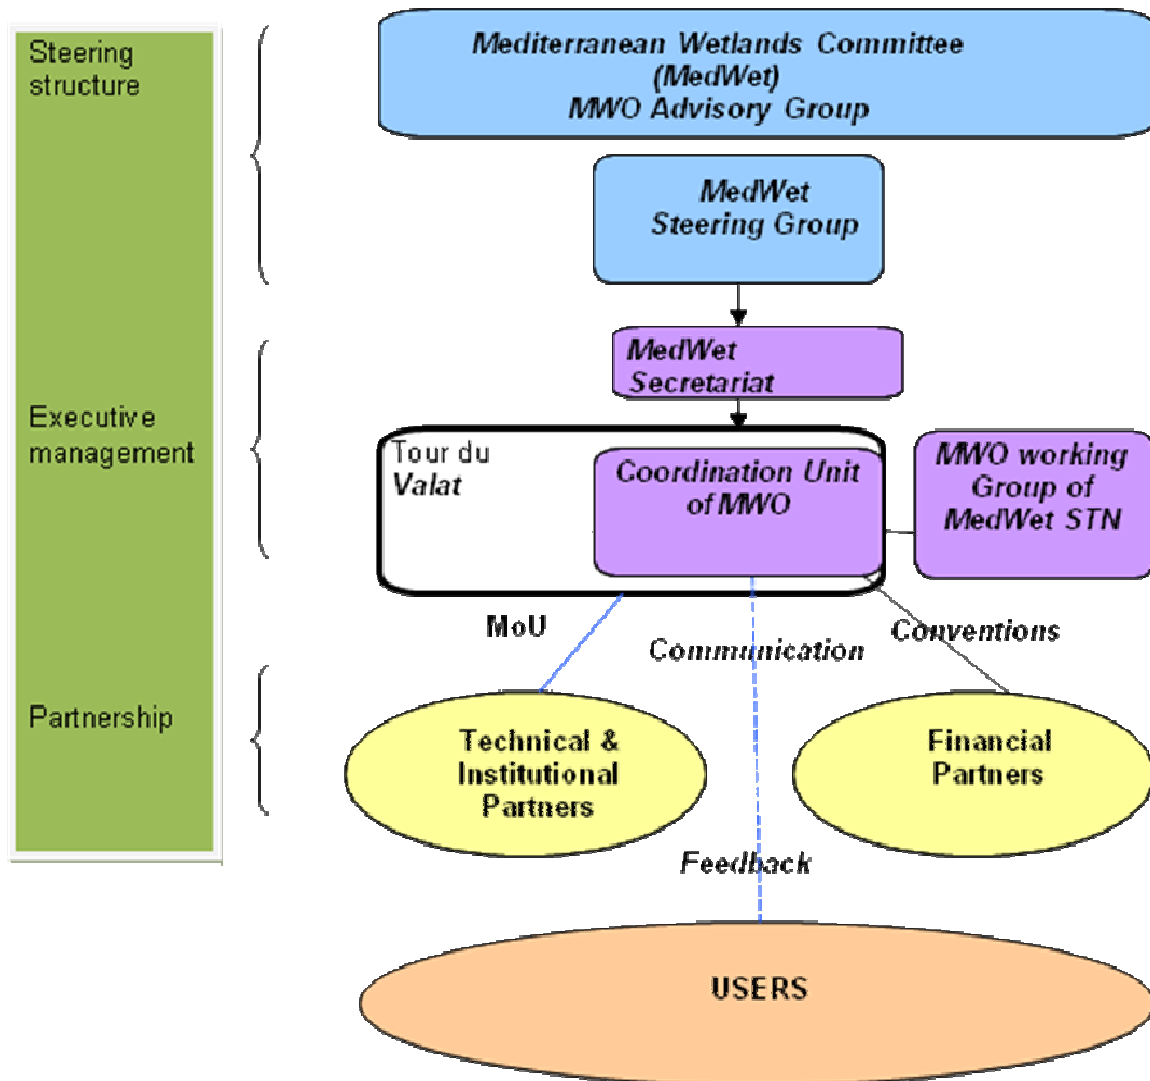 Steering
structure
Mediterranean Wetlands Committee
(MedWet)
MWO Advisory Group
MedWet
Steering Group
MedWet
Secretariat
Executive
management
Tour du
Valat
Coordination Unit
of MWO
MWO working
Group of
MedWet STN
MoU
Communication
Conventions
Partnership
Technical &
Institutional
Partners
Financial
Partners
Feedback
USERS